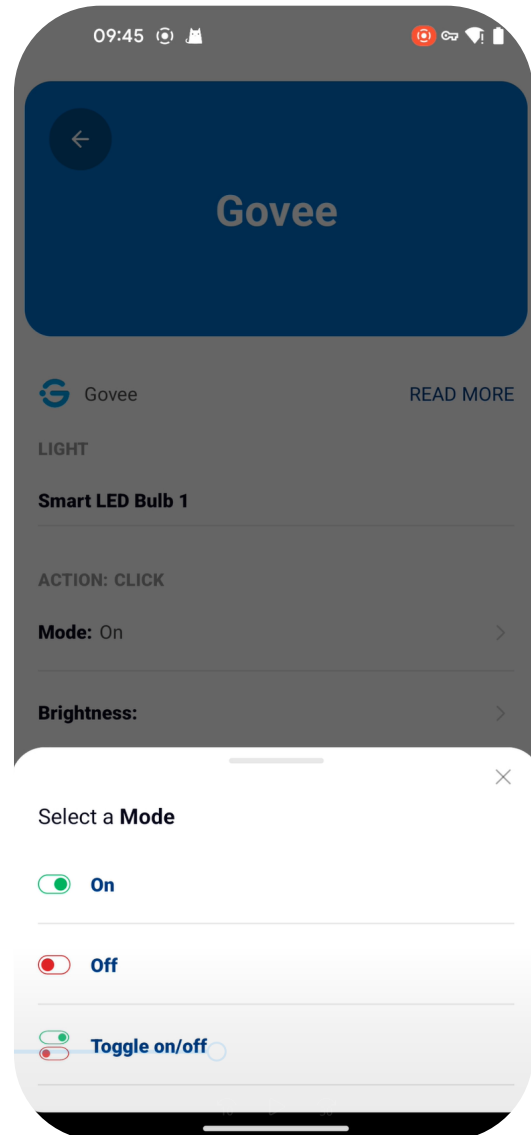 09:45
Govee
Govee
READ MORE
LIGHT
Smart LED Bulb 1
ACTION: CLICK
Mode: On
Brightness:
Select a Mode
On
Off
Toggle on/off